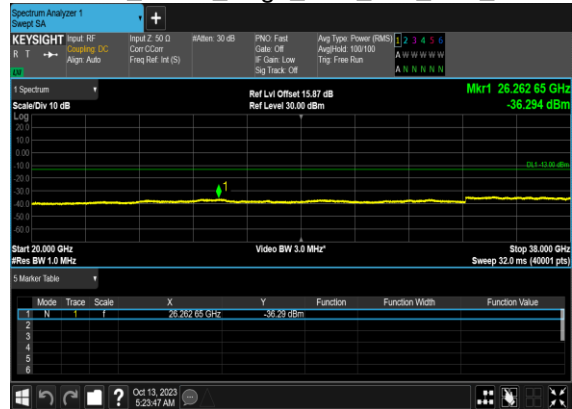 Spectrum Analyzer 1
Swept SA
+
KEYSIGHT Input: RF Input Z: 50 Ω #Atten: 30 dB PNO: Fast Avg Type: Power (RMS) 1 2 3 4 5 6
R T Coupling: DC Corr CCorr Gate: Off Avg|Hold: 100/100 A W W W W W
Align: Auto Freq Ref: Int (S) IF Gain: Low Trig: Free Run A N N N N N
Sig Track: Off
1 Spectrum Ref Lvl Offset 15.87 dB Mkr1 26.262 65 GHz
Scale/Div 10 dB Ref Level 30.00 dBm -36.294 dBm
Log
20.0
10.0
0.00
-10.0
DL1 -13.00 dBm
-20.0
-30.0
1
-40.0
-50.0
-60.0
Start 20.000 GHz Video BW 3.0 MHz* Stop 38.000 GHz
#Res BW 1.0 MHz Sweep 32.0 ms (40001 pts)
5 Marker Table
Mode Trace Scale X Y Function Function Width Function Value
1 N 1 f 26.262 65 GHz -36.29 dBm
2
3
4
5
6
? Oct 13, 2023
5:23:47 AM